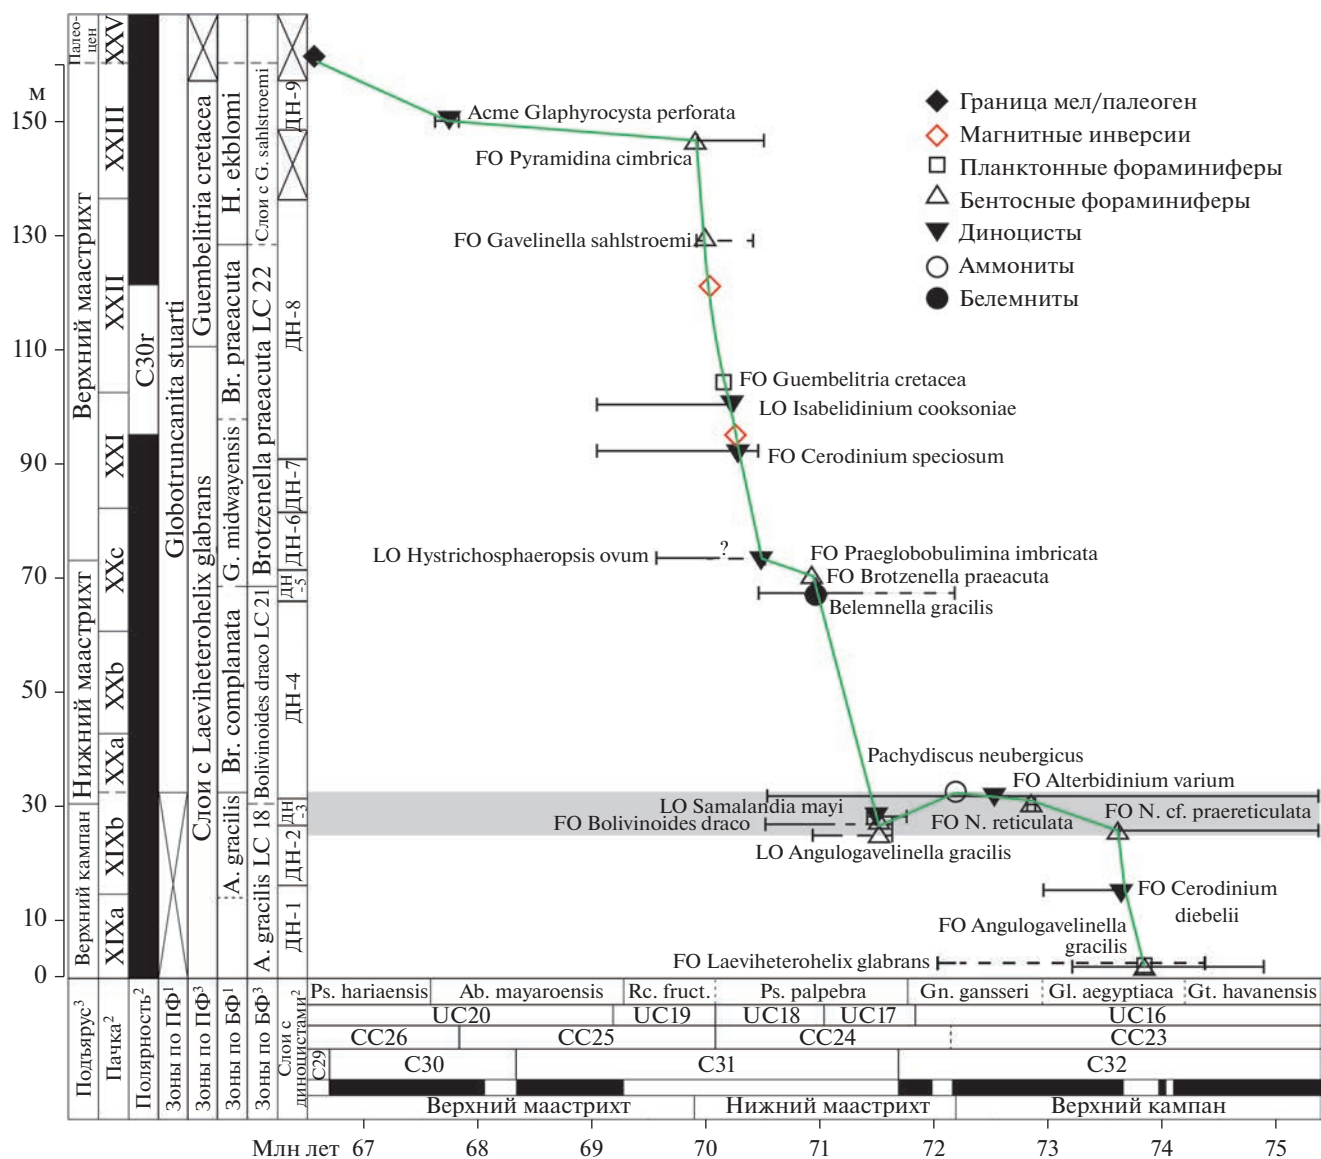 Палео-
цен
XXV
м
150
130
110
90
70
50
30
10
0
Верхний маастрихт
Нижний маастрихт
Верхний кампан
XXIII
XXII
XXI
XXc
XXb
XXa
XIXb
XIXa
C30r
Globotruncanita stuarti
Guembelitria cretacea
Слои с Laeviheterohelix glabrans
H. ekblomi
Br. praeacuta
G. midwayensis
Br. complanata
A. gracilis
Слои с G. sahlstroemi
Brotzenella praeacuta LC 22
Bolivinoides draco LC 21
A. gracilis LC 18
ДН-9
ДН-8
ДН-7
ДН-6
ДН
-5
ДН-4
ДН
-3
ДН-2
ДН-1
Граница мел/палеоген
Магнитные инверсии
Планктонные фораминиферы
Бентосные фораминиферы
Диноцисты
Аммониты
Белемниты
Acme Glaphyrocysta perforata
FO Pyramidina cimbrica
FO Gavelinella sahlstroemi
FO Guembelitria cretacea
LO Isabelidinium cooksoniae
FO Cerodinium speciosum
LO Hystrichosphaeropsis ovum
?
FO Praeglobobulimina imbricata
FO Brotzenella praeacuta
Belemnella gracilis
Pachydiscus neubergicus
FO Alterbidinium varium
LO Samalandia mayi
FO N. cf. praereticulata
FO Bolivinoides draco
FO N. reticulata
LO Angulogavelinella gracilis
FO Cerodinium
diebelii
FO Angulogavelinella
gracilis
FO Laeviheterohelix glabrans
Подъярус3
Пачка2
Полярность2
Зоны по ПФ1
Зоны по ПФ3
Зоны по БФ1
Зоны по БФ3
Слои с
диноцистами2
Ps. hariaensis Ab. mayaroensis Rc. fruct. Ps. palpebra Gn. gansseri Gl. aegyptiaca Gt. havanensis
UC20 UC19 UC18 UC17 UC16
CC26 CC25 CC24 CC23
C29 C30 C31 C32
Верхний маастрихт Нижний маастрихт Верхний кампан
Млн лет 67 68 69 70 71 72 73 74 75